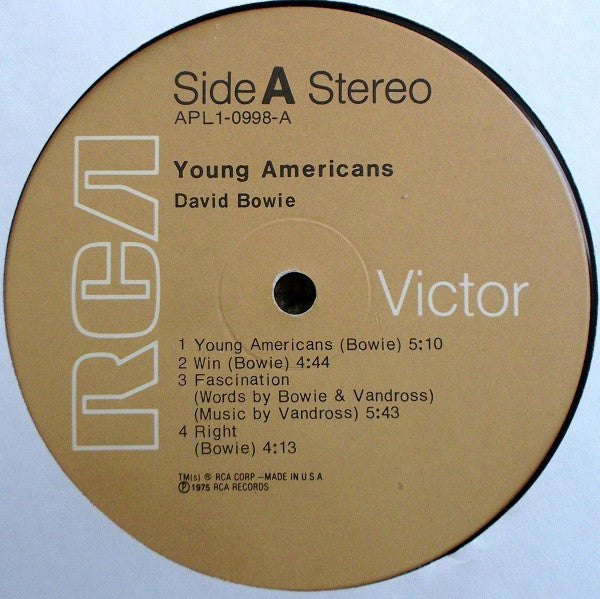 Side A Stereo
APL1-0998-A
Young Americans
David Bowie
RCA
Victor
1 Young Americans (Bowie) 5:10
2 Win (Bowie) 4:44
3 Fascination
(Words by Bowie & Vandross)
(Music by Vandross) 5:43
4 Right
(Bowie) 4:13
TM(s) ® RCA CORP – MADE IN U.S.A
℗ 1975 RCA RECORDS